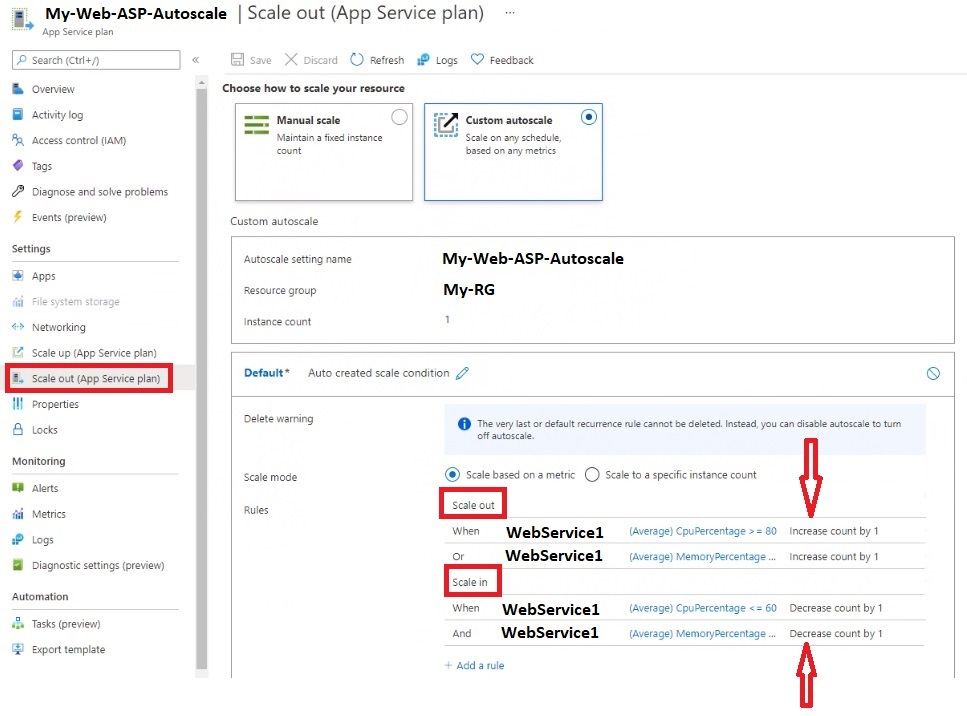 My-Web-ASP-Autoscale | Scale out (App Service plan) ...
App Service plan
Search (Ctrl+/) «
Save Discard Refresh Logs Feedback
Overview
Activity log
Access control (IAM)
Tags
Diagnose and solve problems
Events (preview)
Settings
Apps
File system storage
Networking
Scale up (App Service plan)
Scale out (App Service plan)
Properties
Locks
Monitoring
Alerts
Metrics
Logs
Diagnostic settings (preview)
Automation
Tasks (preview)
Export template
Choose how to scale your resource
Manual scale
Maintain a fixed instance
count
Custom autoscale
Scale on any schedule,
based on any metrics
Custom autoscale
Autoscale setting name My-Web-ASP-Autoscale
Resource group My-RG
Instance count 1
Default* Auto created scale condition
Delete warning
The very last or default recurrence rule cannot be deleted. Instead, you can disable autoscale to turn
off autoscale.
Scale mode Scale based on a metric Scale to a specific instance count
Rules
Scale out
When WebService1 (Average) CpuPercentage >= 80 Increase count by 1
Or WebService1 (Average) MemoryPercentage ... Increase count by 1
Scale in
When WebService1 (Average) CpuPercentage <= 60 Decrease count by 1
And WebService1 (Average) MemoryPercentage ... Decrease count by 1
+ Add a rule